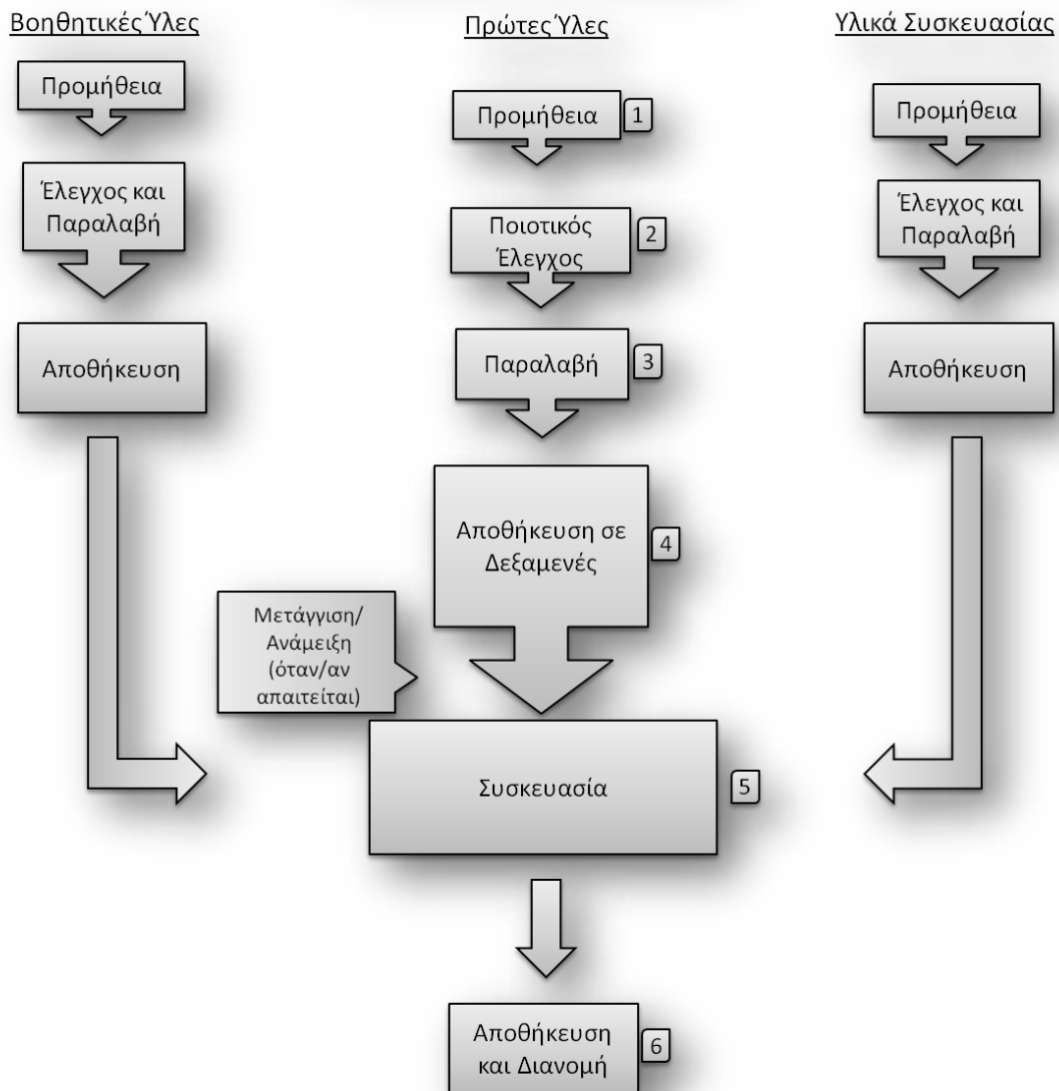 Βοηθητικές Ύλες
Προμήθεια
Έλεγχος και
Παραλαβή
Αποθήκευση
Πρώτες Ύλες
Προμήθεια
1
Ποιοτικός
Έλεγχος
2
Παραλαβή
3
Αποθήκευση σε
Δεξαμενές
4
Μετάγγιση/
Ανάμειξη
(όταν/αν
απαιτείται)
Συσκευασία
5
Αποθήκευση
και Διανομή
6
Υλικά Συσκευασίας
Προμήθεια
Έλεγχος και
Παραλαβή
Αποθήκευση